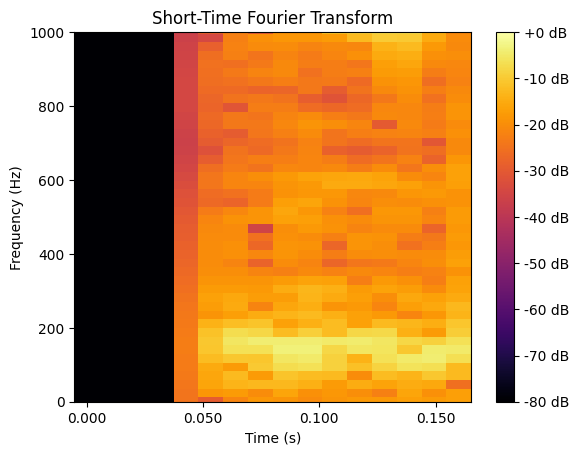 Short-Time Fourier Transform
1000
800
600
400
200
0
Frequency (Hz)
0.000
0.050
0.100
0.150
Time (s)
+0 dB
-10 dB
-20 dB
-30 dB
-40 dB
-50 dB
-60 dB
-70 dB
-80 dB